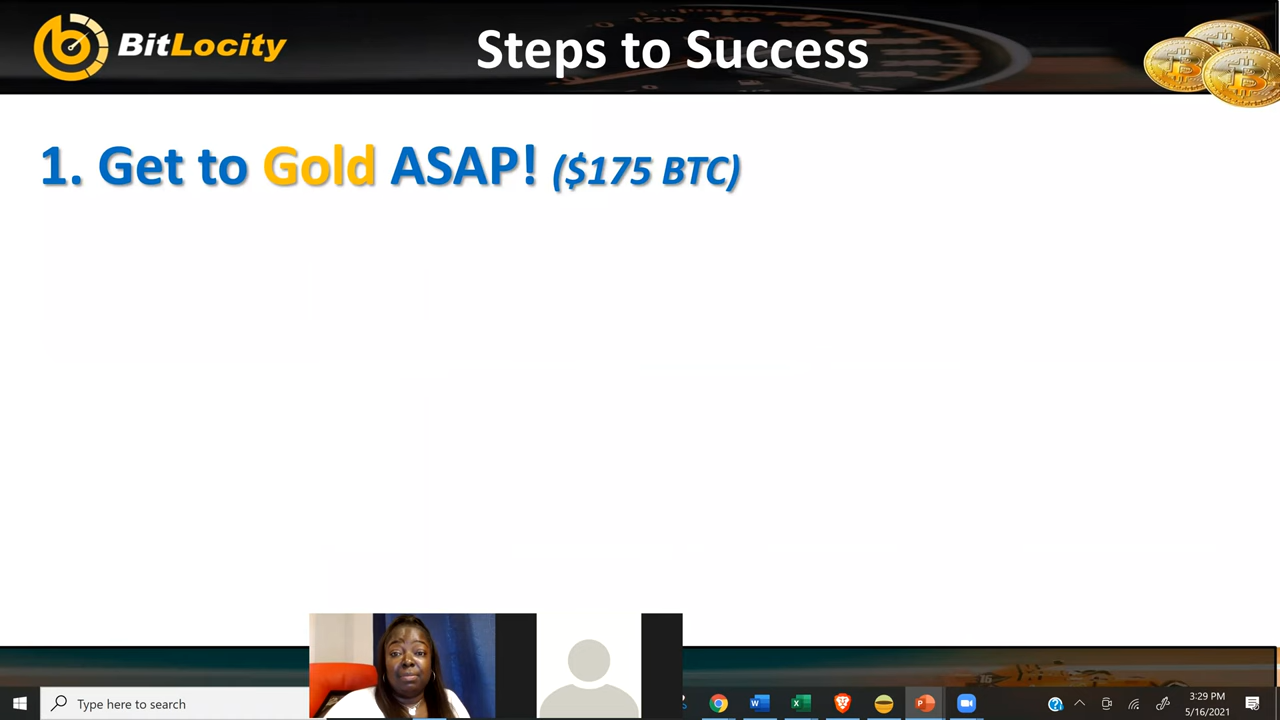 BitLocity
Steps to Success
1. Get to Gold ASAP! ($175 BTC)
Type here to search
3:29 PM
5/16/2021